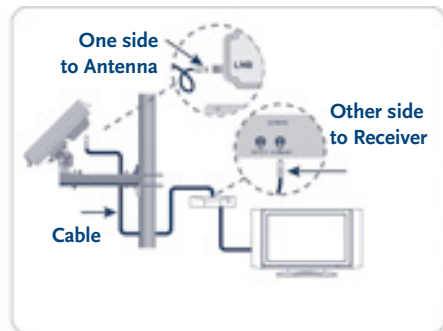 One side
to Antenna
LNB
Other side
to Receiver
Cable